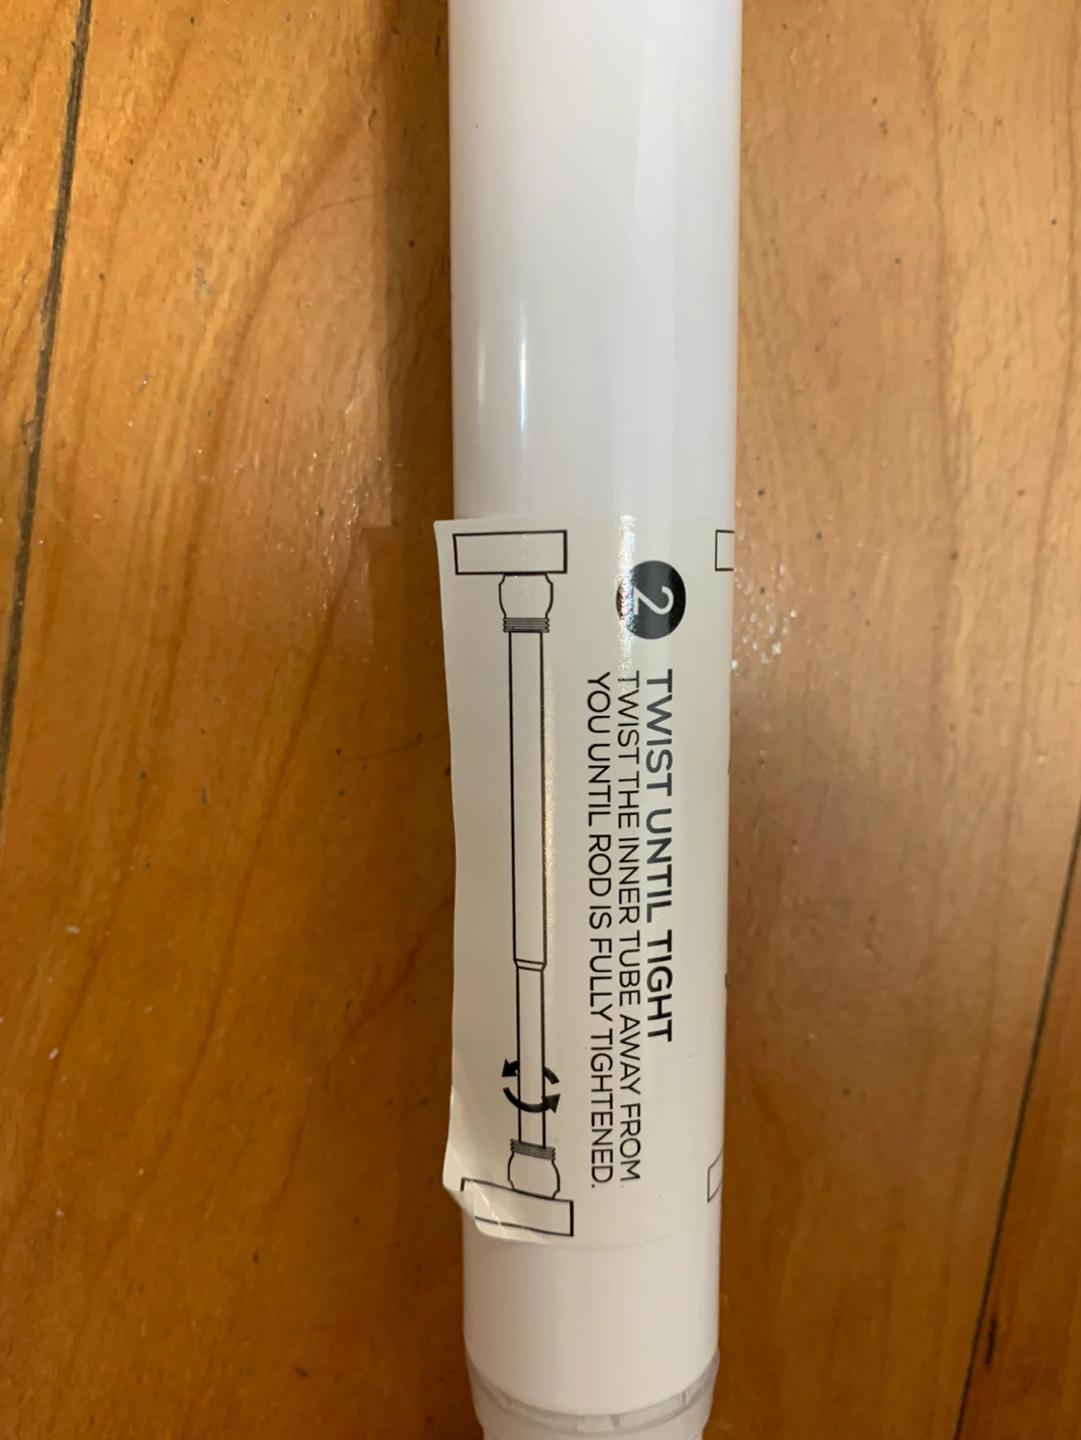 2
TWIST UNTIL TIGHT
TWIST THE INNER TUBE AWAY FROM
YOU UNTIL ROD IS FULLY TIGHTENED.